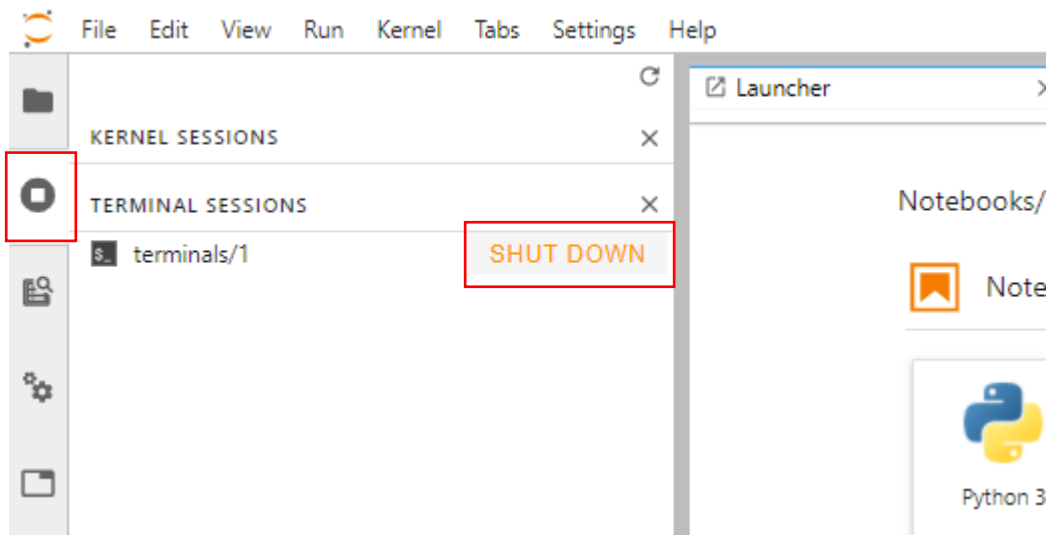 File Edit View Run Kernel Tabs Settings Help
Launcher
KERNEL SESSIONS
TERMINAL SESSIONS
$_ terminals/1 SHUT DOWN
Notebooks/
Note
Python 3